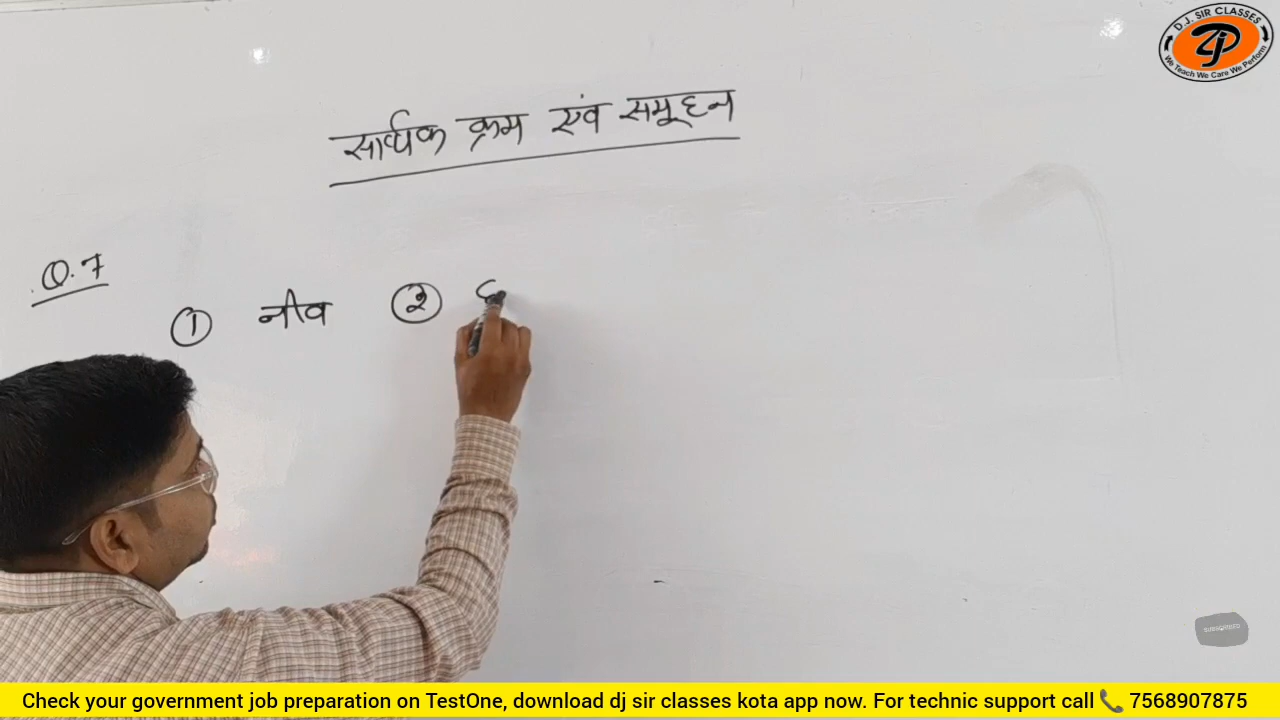 D.J. SIR CLASSES
We Teach We Care We Perform
सार्थक क्रम एवं समूहन
Q.7
① नीव ②
SUBSCRIBED
Check your government job preparation on TestOne, download dj sir classes kota app now. For technic support call 📞 7568907875